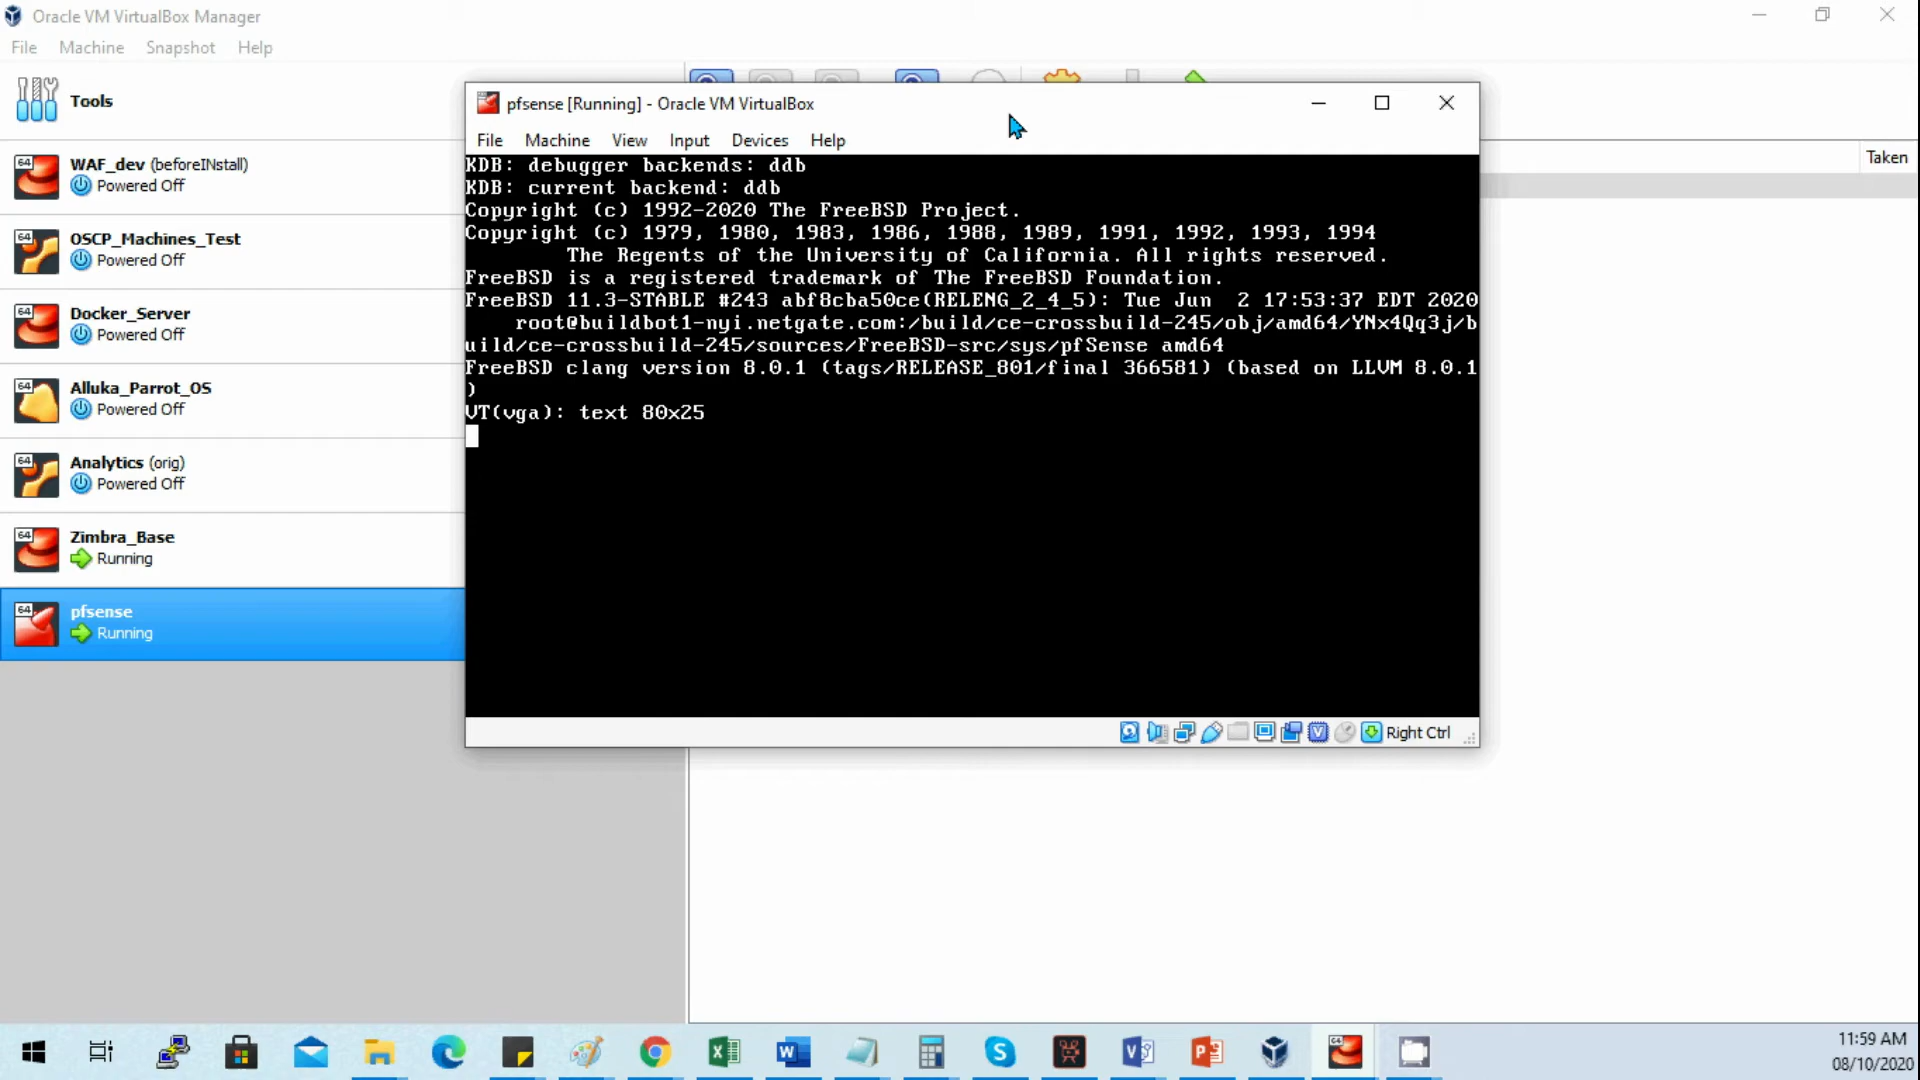 Oracle VM VirtualBox Manager
File Machine Snapshot Help
Tools
Taken
64
WAF_dev (beforeINstall)
Powered Off
64
OSCP_Machines_Test
Powered Off
64
Docker_Server
Powered Off
64
Alluka_Parrot_OS
Powered Off
64
Analytics (orig)
Powered Off
64
Zimbra_Base
Running
64
pfsense
Running
pfsense [Running] - Oracle VM VirtualBox
File Machine View Input Devices Help
KDB: debugger backends: ddb
KDB: current backend: ddb
Copyright (c) 1992-2020 The FreeBSD Project.
Copyright (c) 1979, 1980, 1983, 1986, 1988, 1989, 1991, 1992, 1993, 1994
The Regents of the University of California. All rights reserved.
FreeBSD is a registered trademark of The FreeBSD Foundation.
FreeBSD 11.3-STABLE #243 abf8cba50ce(RELENG_2_4_5): Tue Jun 2 17:53:37 EDT 2020
root@buildbot1-nyi.netgate.com:/build/ce-crossbuild-245/obj/amd64/YNx4Qq3j/b
uild/ce-crossbuild-245/sources/FreeBSD-src/sys/pfSense amd64
FreeBSD clang version 8.0.1 (tags/RELEASE_801/final 366581) (based on LLVM 8.0.1
)
VT(vga): text 80x25
Right Ctrl
11:59 AM
08/10/2020